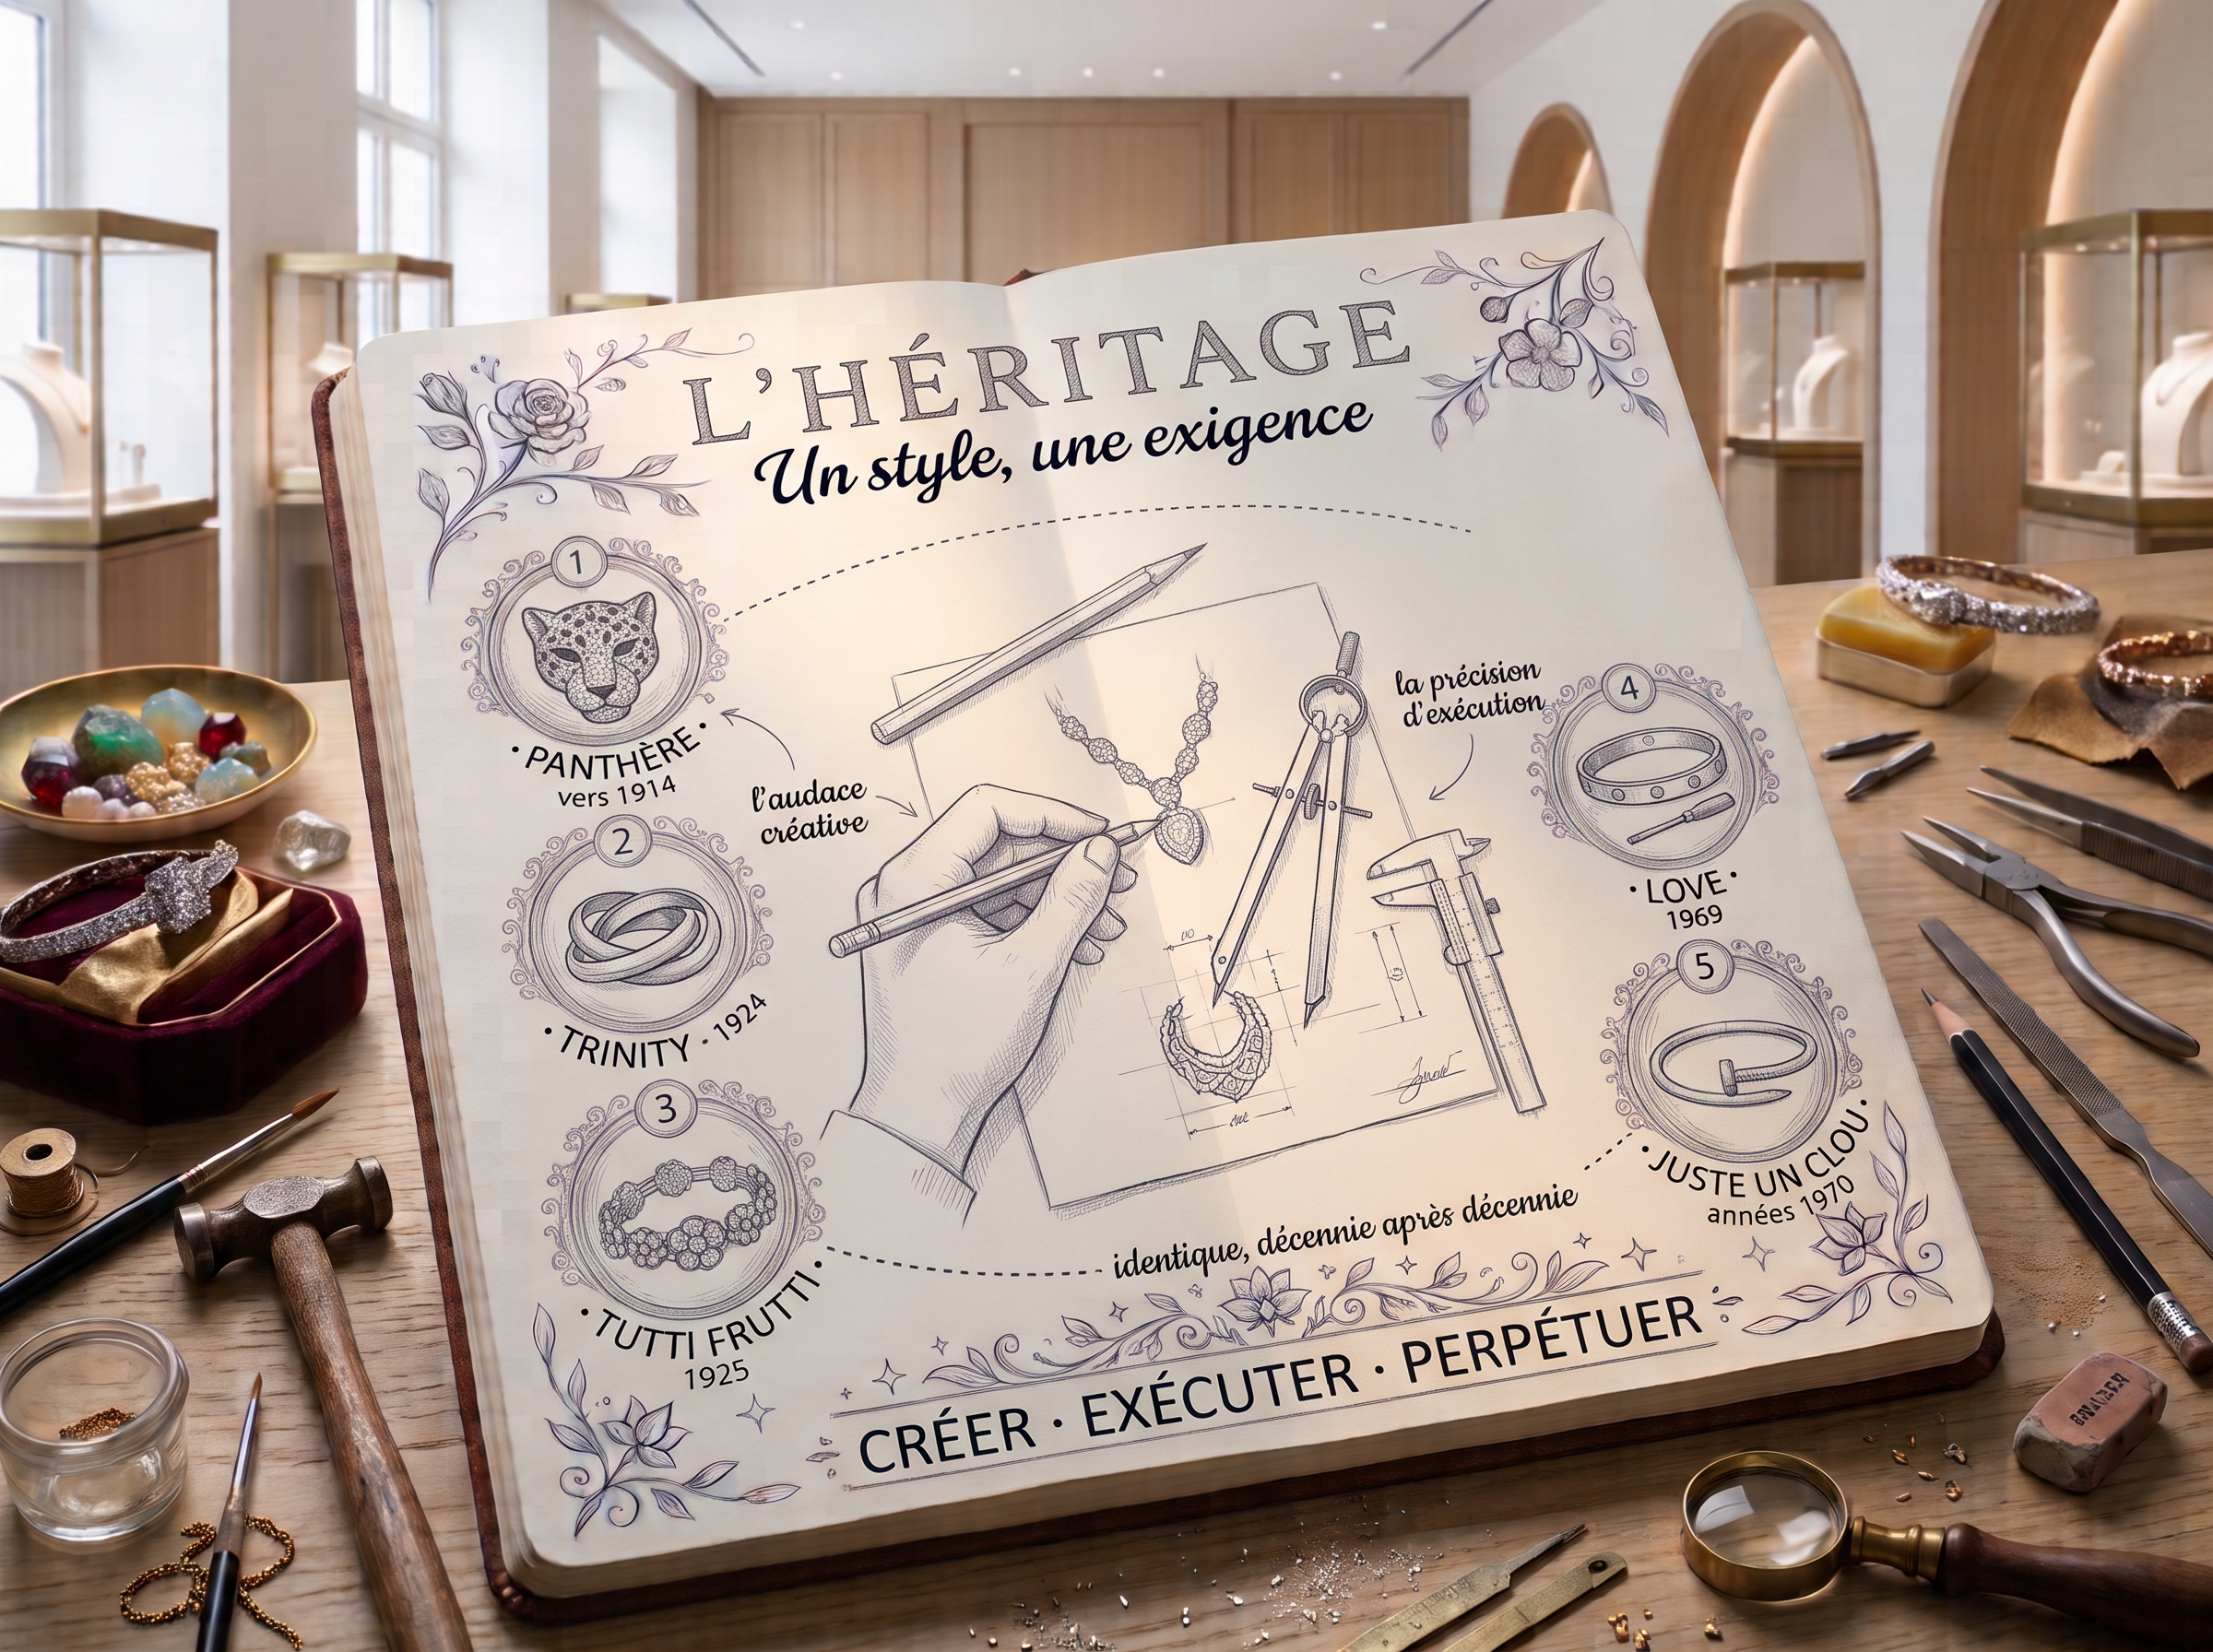 L'HÉRITAGE
Un style, une exigence
1
• PANTHÈRE •
vers 1914
l'audace
créative
2
• TRINITY - 1924
3
• TUTTI FRUTTI •
1925
la précision
d'exécution
4
• LOVE •
1969
5
• JUSTE UN CLOU •
années 1970
identique, décennie après décennie
CRÉER · EXÉCUTER · PERPÉTUER